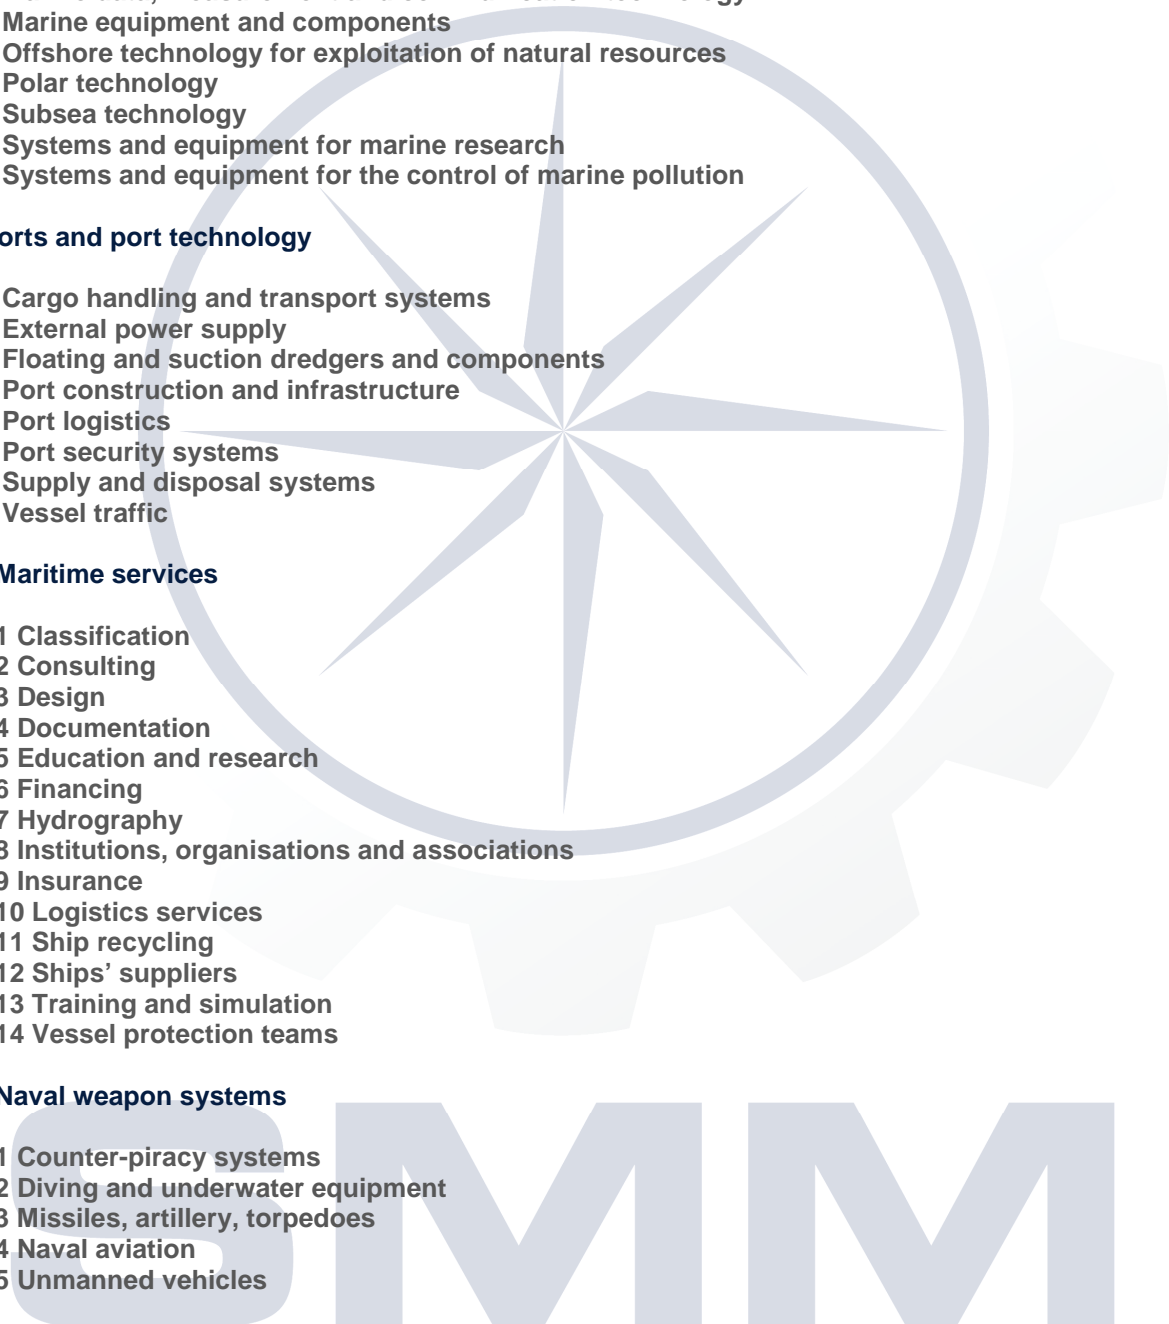 Marine equipment and components
Offshore technology for exploitation of natural resources
Polar technology
Subsea technology
Systems and equipment for marine research
Systems and equipment for the control of marine pollution
orts and port technology
Cargo handling and transport systems
External power supply
Floating and suction dredgers and components
Port construction and infrastructure
Port logistics
Port security systems
Supply and disposal systems
Vessel traffic
Maritime services
1 Classification
2 Consulting
3 Design
4 Documentation
5 Education and research
6 Financing
7 Hydrography
8 Institutions, organisations and associations
9 Insurance
10 Logistics services
11 Ship recycling
12 Ships’ suppliers
13 Training and simulation
14 Vessel protection teams
Naval weapon systems
1 Counter-piracy systems
2 Diving and underwater equipment
3 Missiles, artillery, torpedoes
4 Naval aviation
5 Unmanned vehicles
SMM